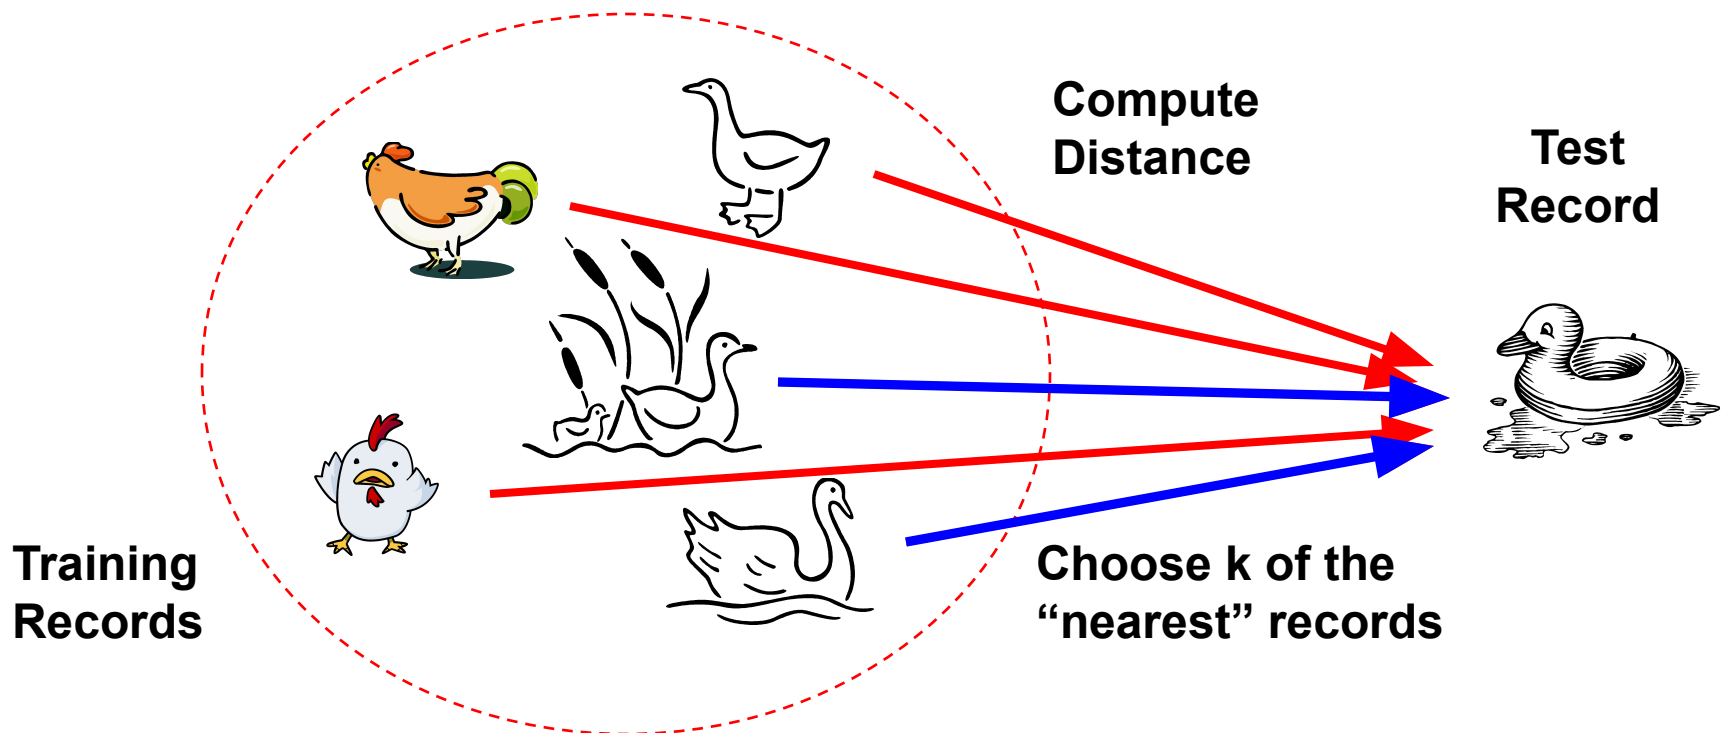 Compute
Distance
Test
Record
Training
Records
Choose k of the
“nearest” records